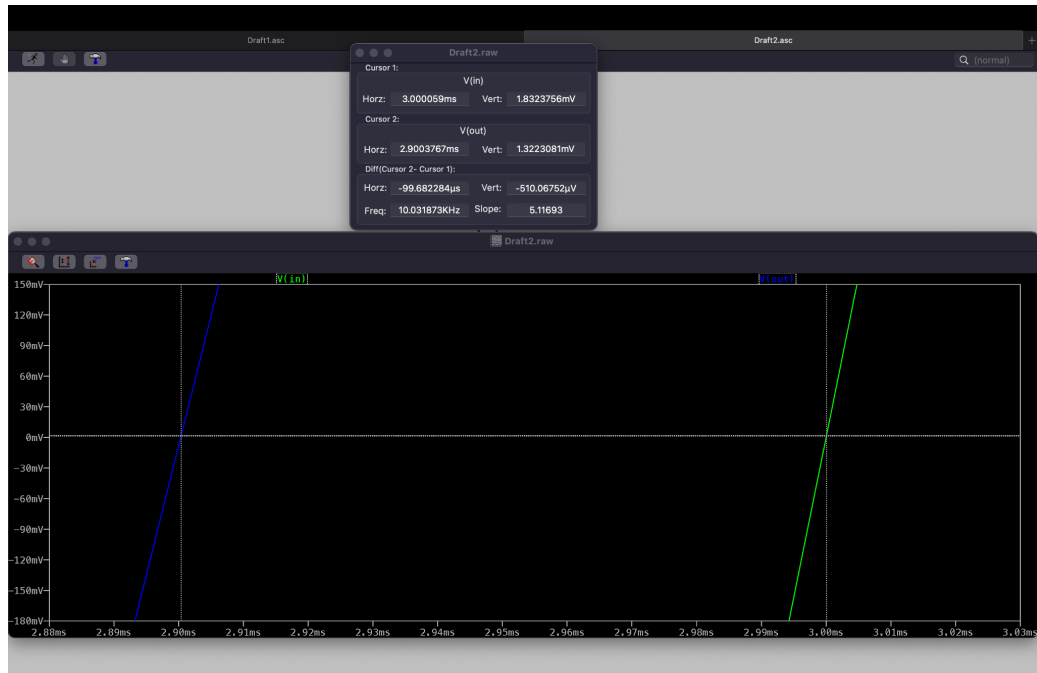 Draft1.asc
Draft2.asc
+
(normal)
Draft2.raw
Cursor 1:
V(in)
Horz: 3.000059ms Vert: 1.8323756mV
Cursor 2:
V(out)
Horz: 2.9003767ms Vert: 1.3223081mV
Diff(Cursor 2- Cursor 1):
Horz: -99.682284µs Vert: -510.06752µV
Freq: 10.031873KHz Slope: 5.11693
Draft2.raw
V(in) V(out)
150mV
120mV
90mV
60mV
30mV
0mV
-30mV
-60mV
-90mV
-120mV
-150mV
-180mV
2.88ms 2.89ms 2.90ms 2.91ms 2.92ms 2.93ms 2.94ms 2.95ms 2.96ms 2.97ms 2.98ms 2.99ms 3.00ms 3.01ms 3.02ms 3.03ms